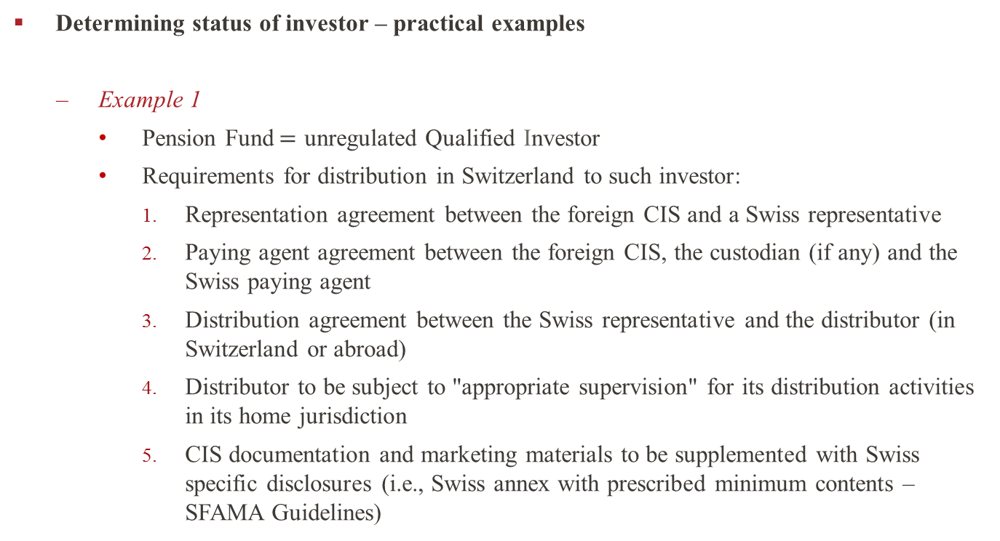 ▪ Determining status of investor – practical examples
– Example 1
• Pension Fund = unregulated Qualified Investor
• Requirements for distribution in Switzerland to such investor:
1. Representation agreement between the foreign CIS and a Swiss representative
2. Paying agent agreement between the foreign CIS, the custodian (if any) and the
Swiss paying agent
3. Distribution agreement between the Swiss representative and the distributor (in
Switzerland or abroad)
4. Distributor to be subject to "appropriate supervision" for its distribution activities
in its home jurisdiction
5. CIS documentation and marketing materials to be supplemented with Swiss
specific disclosures (i.e., Swiss annex with prescribed minimum contents –
SFAMA Guidelines)